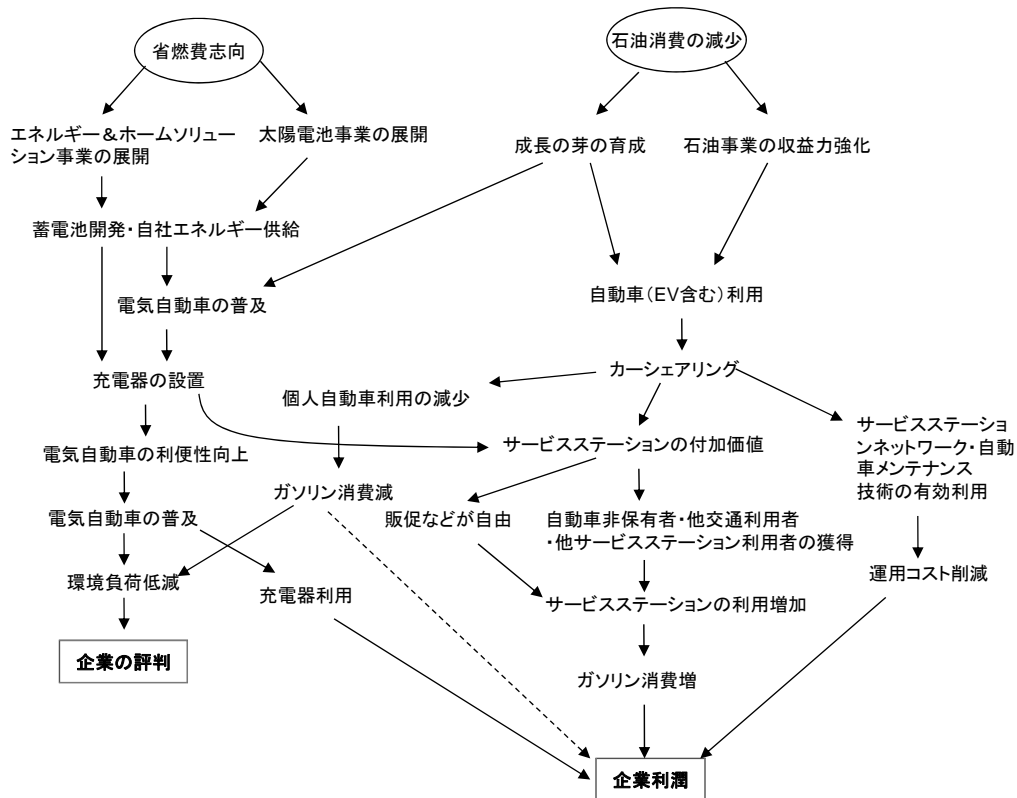 省燃費志向
石油消費の減少
エネルギー＆ホームソリュー
ション事業の展開
太陽電池事業の展開
成長の芽の育成
石油事業の収益力強化
蓄電池開発・自社エネルギー供給
電気自動車の普及
自動車（EV含む）利用
充電器の設置
個人自動車利用の減少
カーシェアリング
電気自動車の利便性向上
サービスステーションの付加価値
サービスステーショ
ンネットワーク・自動
車メンテナンス
技術の有効利用
ガソリン消費減
電気自動車の普及
販促などが自由
自動車非保有者・他交通利用者
・他サービスステーション利用者の獲得
環境負荷低減
充電器利用
サービスステーションの利用増加
運用コスト削減
企業の評判
ガソリン消費増
企業利潤